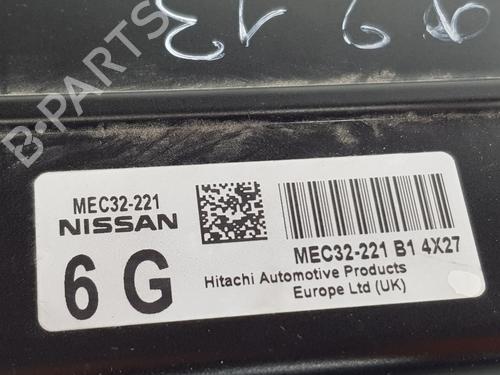 MEC32-221
NISSAN
6 G
MEC32-221 B1 4X27
Hitachi Automotive Products
Europe Ltd (UK)
B-PARTS